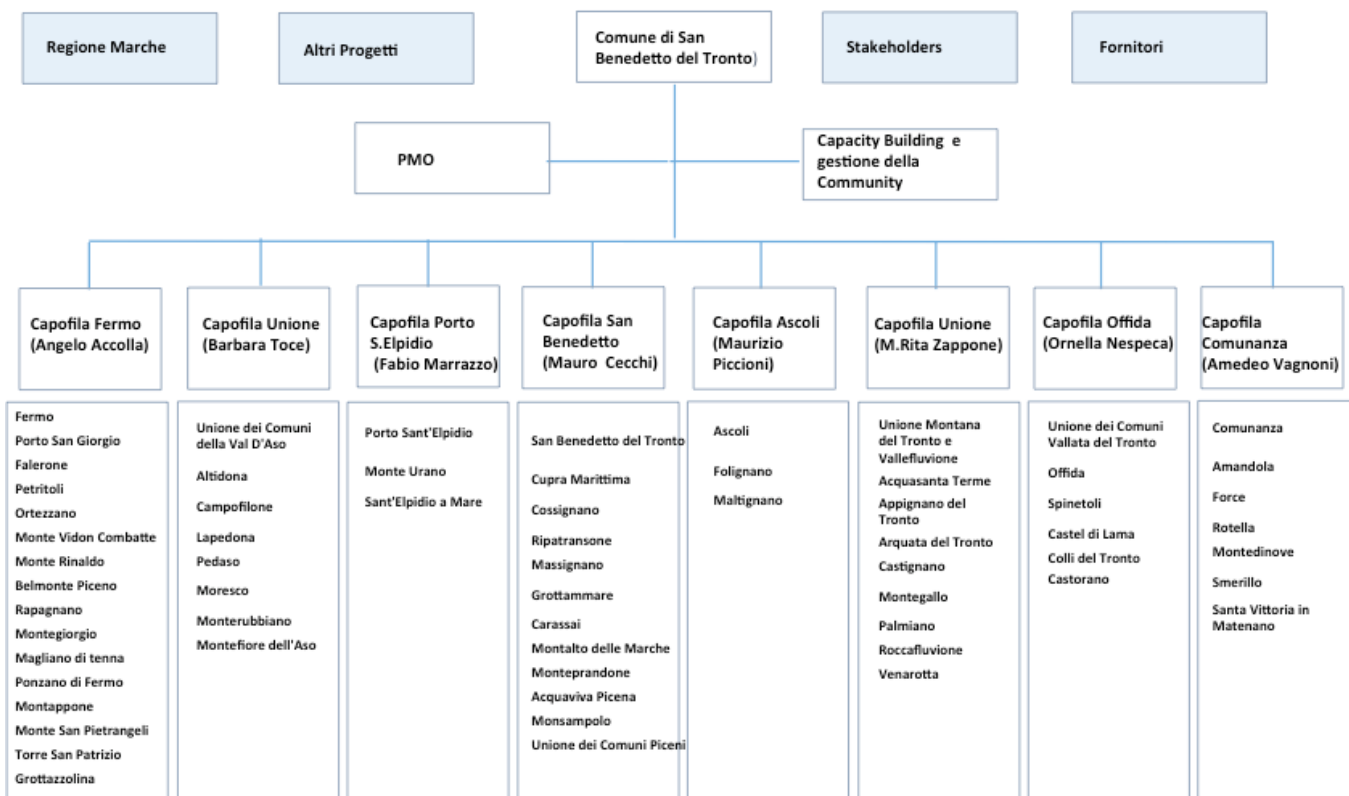 Regione Marche
Altri Progetti
Comune di San
Benedetto del Tronto)
Stakeholders
Fornitori
PMO
Capacity Building e
gestione della
Community
Capofila Fermo
(Angelo Accolla)
Capofila Unione
(Barbara Toce)
Capofila Porto
S.Elpidio
(Fabio Marrazzo)
Capofila San
Benedetto
(Mauro Cecchi)
Capofila Ascoli
(Maurizio
Piccioni)
Capofila Unione
(M.Rita Zappone)
Capofila Offida
(Ornella Nespeca)
Capofila
Comunanza
(Amedeo Vagnoni)
Fermo
Porto San Giorgio
Falerone
Petritoli
Ortezzano
Monte Vidon Combatte
Monte Rinaldo
Belmonte Piceno
Rapagnano
Montegiorgio
Magliano di tenna
Ponzano di Fermo
Montappone
Monte San Pietrangeli
Torre San Patrizio
Grottazzolina
Unione dei Comuni
della Val D'Aso
Altidona
Campofilone
Lapedona
Pedaso
Moresco
Monterubbiano
Montefiore dell'Aso
Porto Sant'Elpidio
Monte Urano
Sant'Elpidio a Mare
San Benedetto del Tronto
Cupra Marittima
Cossignano
Ripatransone
Massignano
Grottammare
Carassai
Montalto delle Marche
Monteprandone
Acquaviva Picena
Monsampolo
Unione dei Comuni Piceni
Ascoli
Folignano
Maltignano
Unione Montana
del Tronto e
Vallefluvione
Acquasanta Terme
Appignano del
Tronto
Arquata del Tronto
Castignano
Montegallo
Palmiano
Roccafluvione
Venarotta
Unione dei Comuni
Vallata del Tronto
Offida
Spinetoli
Castel di Lama
Colli del Tronto
Castorano
Comunanza
Amandola
Force
Rotella
Montedinove
Smerillo
Santa Vittoria in
Matenano